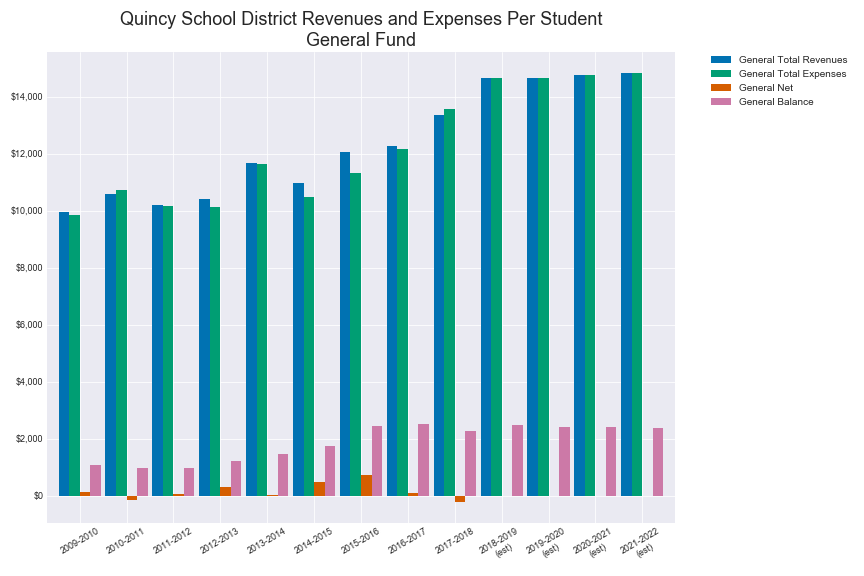 Quincy School District Revenues and Expenses Per Student
General Fund
General Total Revenues
General Total Expenses
General Net
General Balance
$14,000
$12,000
$10,000
$8,000
$6,000
$4,000
$2,000
$0
2009-2010
2010-2011
2011-2012
2012-2013
2013-2014
2014-2015
2015-2016
2016-2017
2017-2018
2018-2019
(est)
2019-2020
(est)
2020-2021
(est)
2021-2022
(est)